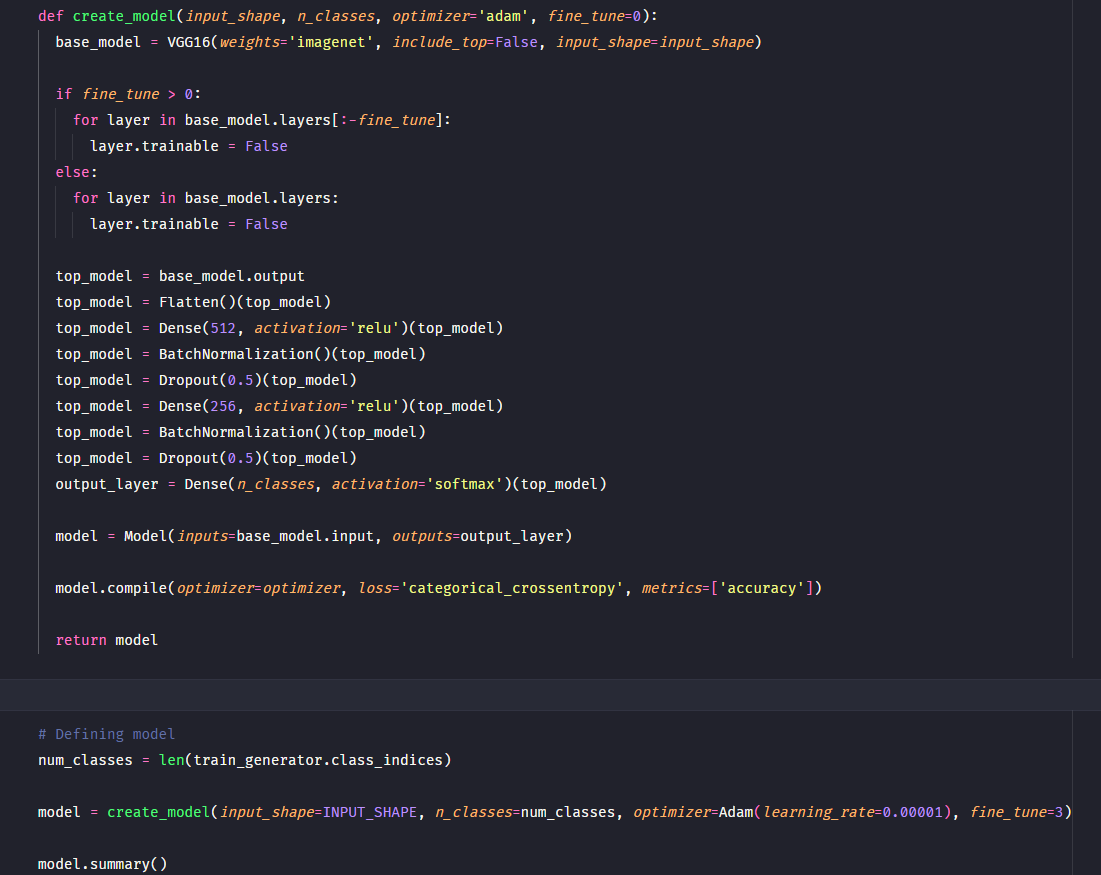 def create_model(input_shape, n_classes, optimizer='adam', fine_tune=0):
  base_model = VGG16(weights='imagenet', include_top=False, input_shape=input_shape)

  if fine_tune > 0:
    for layer in base_model.layers[:-fine_tune]:
      layer.trainable = False
  else:
    for layer in base_model.layers:
      layer.trainable = False

  top_model = base_model.output
  top_model = Flatten()(top_model)
  top_model = Dense(512, activation='relu')(top_model)
  top_model = BatchNormalization()(top_model)
  top_model = Dropout(0.5)(top_model)
  top_model = Dense(256, activation='relu')(top_model)
  top_model = BatchNormalization()(top_model)
  top_model = Dropout(0.5)(top_model)
  output_layer = Dense(n_classes, activation='softmax')(top_model)

  model = Model(inputs=base_model.input, outputs=output_layer)

  model.compile(optimizer=optimizer, loss='categorical_crossentropy', metrics=['accuracy'])

  return model

# Defining model
num_classes = len(train_generator.class_indices)

model = create_model(input_shape=INPUT_SHAPE, n_classes=num_classes, optimizer=Adam(learning_rate=0.00001), fine_tune=3)

model.summary()